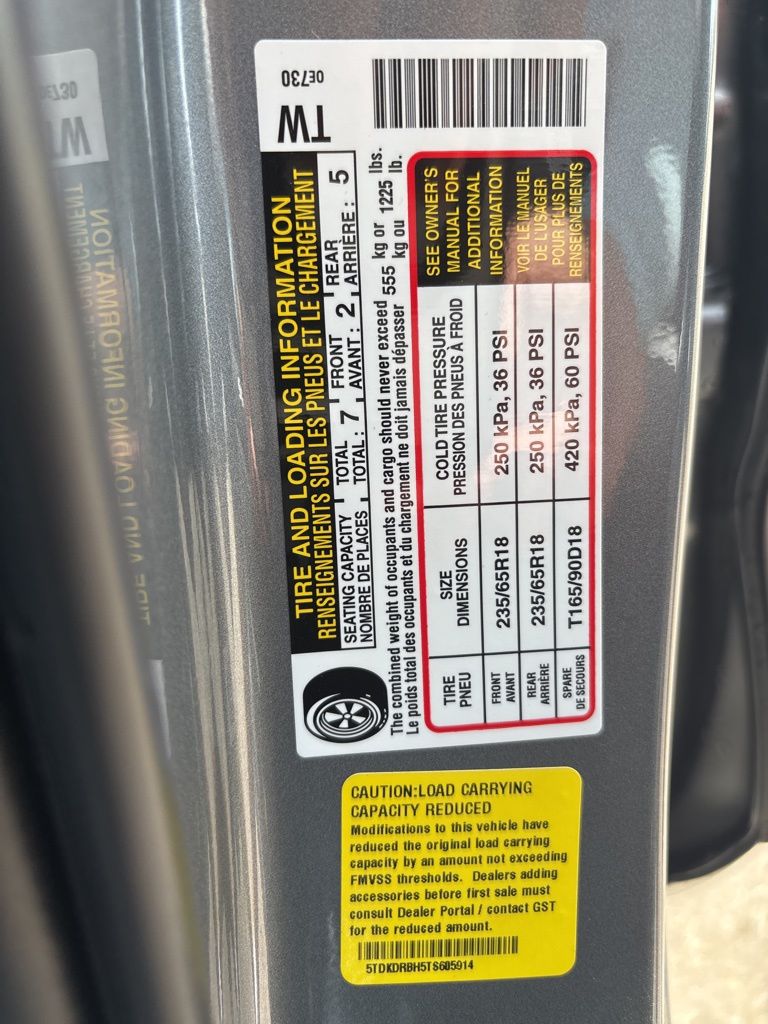 TW
0E730
TIRE AND LOADING INFORMATION
RENSEIGNEMENTS SUR LES PNEUS ET LE CHARGEMENT
SEATING CAPACITY TOTAL 7 FRONT 2 REAR 5
NOMBRE DE PLACES TOTAL : AVANT : ARRIÈRE :
The combined weight of occupants and cargo should never exceed 555 kg or 1225 lbs.
Le poids total des occupants et du chargement ne doit jamais dépasser kg ou lb.
TIRE SIZE COLD TIRE PRESSURE
PNEU DIMENSIONS PRESSION DES PNEUS À FROID
FRONT 235/65R18 250 kPa, 36 PSI
AVANT
REAR 235/65R18 250 kPa, 36 PSI
ARRIÈRE
SPARE T165/90D18 420 kPa, 60 PSI
DE SECOURS
SEE OWNER'S
MANUAL FOR
ADDITIONAL
INFORMATION
VOIR LE MANUEL
DE L'USAGER
POUR PLUS DE
RENSEIGNEMENTS
CAUTION:LOAD CARRYING
CAPACITY REDUCED
Modifications to this vehicle have
reduced the original load carrying
capacity by an amount not exceeding
FMVSS thresholds. Dealers adding
accessories before first sale must
consult Dealer Portal / contact GST
for the reduced amount.
5TDKDRBH5TS605914